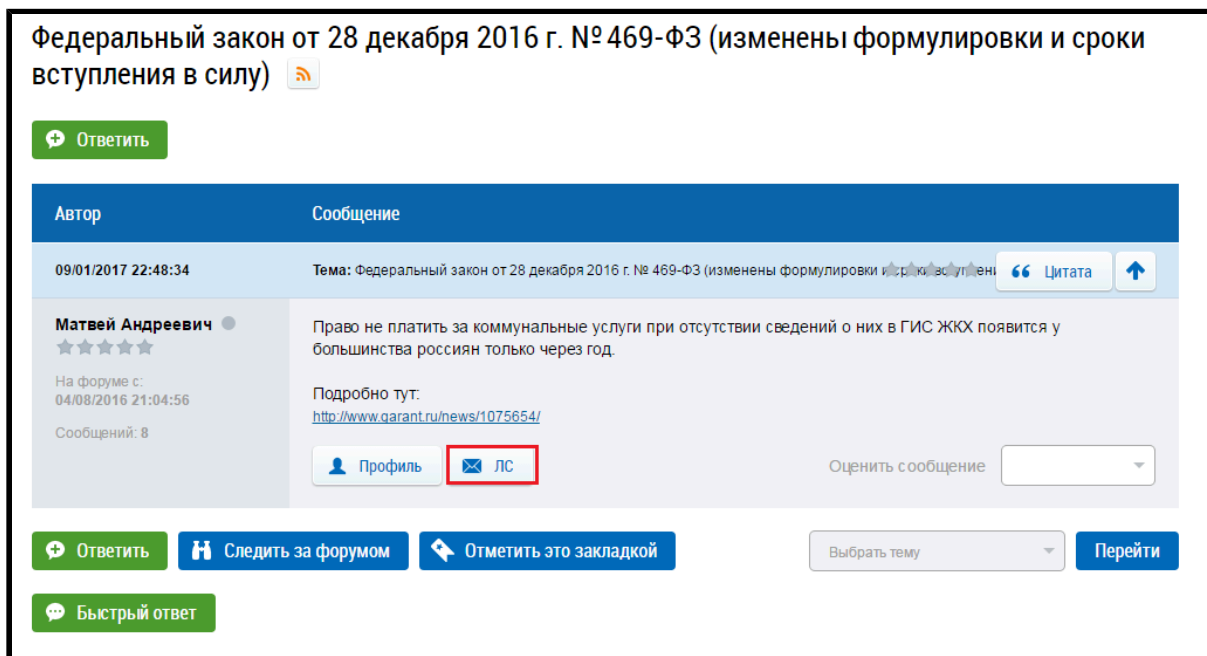 Федеральный закон от 28 декабря 2016 г. № 469-ФЗ (изменены формулировки и сроки
вступления в силу)
Ответить
Автор Сообщение
09/01/2017 22:48:34 Тема: Федеральный закон от 28 декабря 2016 г. № 469-ФЗ (изменены формулировки и сроки вступлени Цитата
Матвей Андреевич
Право не платить за коммунальные услуги при отсутствии сведений о них в ГИС ЖКХ появится у
большинства россиян только через год.
На форуме с:
04/08/2016 21:04:56
Сообщений: 8
Подробно тут:
http://www.garant.ru/news/1075654/
Профиль ЛС Оценить сообщение
Ответить Следить за форумом Отметить это закладкой Выбрать тему Перейти
Быстрый ответ